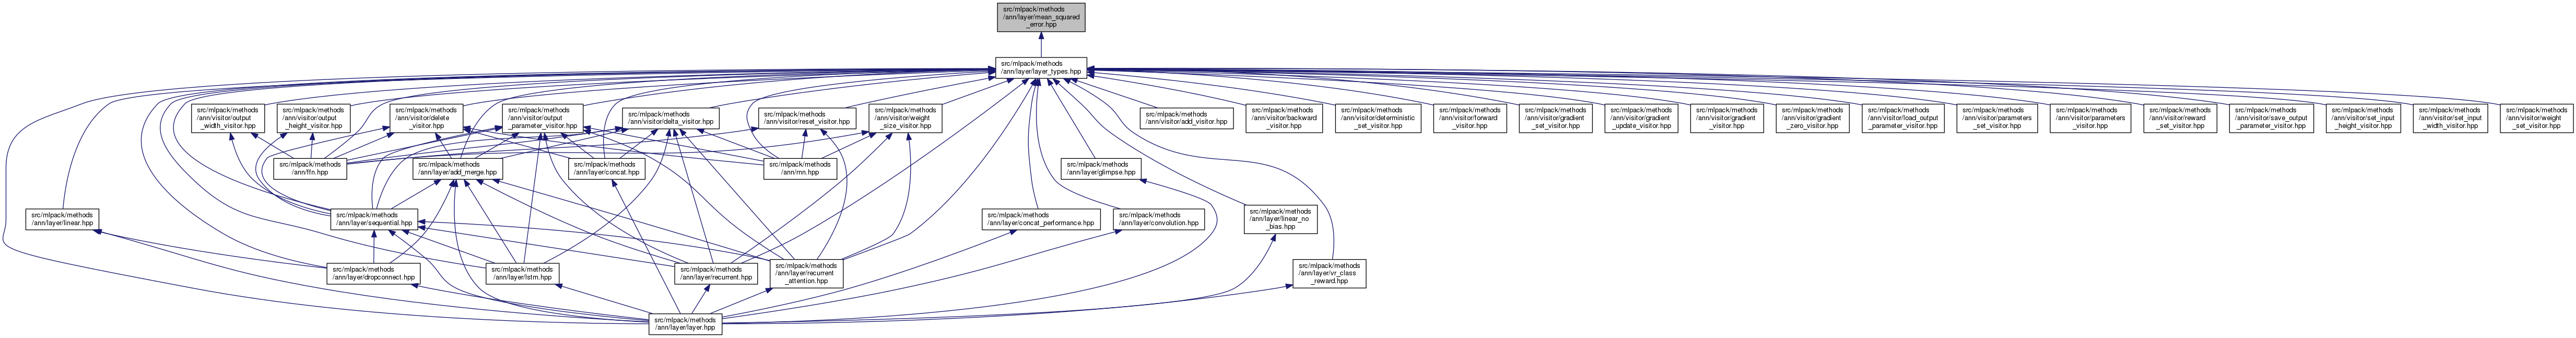 src/mlpack/methods
/ann/layer/mean_squared
_error.hpp
src/mlpack/methods
/ann/layer/layer_types.hpp
src/mlpack/methods
/ann/visitor/output
_width_visitor.hpp
src/mlpack/methods
/ann/visitor/output
_height_visitor.hpp
src/mlpack/methods
/ann/visitor/delete
_visitor.hpp
src/mlpack/methods
/ann/visitor/output
_parameter_visitor.hpp
src/mlpack/methods
/ann/visitor/delta_visitor.hpp
src/mlpack/methods
/ann/visitor/reset_visitor.hpp
src/mlpack/methods
/ann/visitor/weight
_size_visitor.hpp
src/mlpack/methods
/ann/visitor/add_visitor.hpp
src/mlpack/methods
/ann/visitor/backward
_visitor.hpp
src/mlpack/methods
/ann/visitor/deterministic
_set_visitor.hpp
src/mlpack/methods
/ann/visitor/forward
_visitor.hpp
src/mlpack/methods
/ann/visitor/gradient
_set_visitor.hpp
src/mlpack/methods
/ann/visitor/gradient
_update_visitor.hpp
src/mlpack/methods
/ann/visitor/gradient
_visitor.hpp
src/mlpack/methods
/ann/visitor/gradient
_zero_visitor.hpp
src/mlpack/methods
/ann/visitor/load_output
_parameter_visitor.hpp
src/mlpack/methods
/ann/visitor/parameters
_set_visitor.hpp
src/mlpack/methods
/ann/visitor/parameters
_visitor.hpp
src/mlpack/methods
/ann/visitor/reward
_set_visitor.hpp
src/mlpack/methods
/ann/visitor/save_output
_parameter_visitor.hpp
src/mlpack/methods
/ann/visitor/set_input
_height_visitor.hpp
src/mlpack/methods
/ann/visitor/set_input
_width_visitor.hpp
src/mlpack/methods
/ann/visitor/weight
_set_visitor.hpp
src/mlpack/methods
/ann/ffn.hpp
src/mlpack/methods
/ann/layer/add_merge.hpp
src/mlpack/methods
/ann/layer/concat.hpp
src/mlpack/methods
/ann/rnn.hpp
src/mlpack/methods
/ann/layer/glimpse.hpp
src/mlpack/methods
/ann/layer/linear.hpp
src/mlpack/methods
/ann/layer/sequential.hpp
src/mlpack/methods
/ann/layer/concat_performance.hpp
src/mlpack/methods
/ann/layer/convolution.hpp
src/mlpack/methods
/ann/layer/linear_no
_bias.hpp
src/mlpack/methods
/ann/layer/dropconnect.hpp
src/mlpack/methods
/ann/layer/lstm.hpp
src/mlpack/methods
/ann/layer/recurrent.hpp
src/mlpack/methods
/ann/layer/recurrent
_attention.hpp
src/mlpack/methods
/ann/layer/vr_class
_reward.hpp
src/mlpack/methods
/ann/layer/layer.hpp